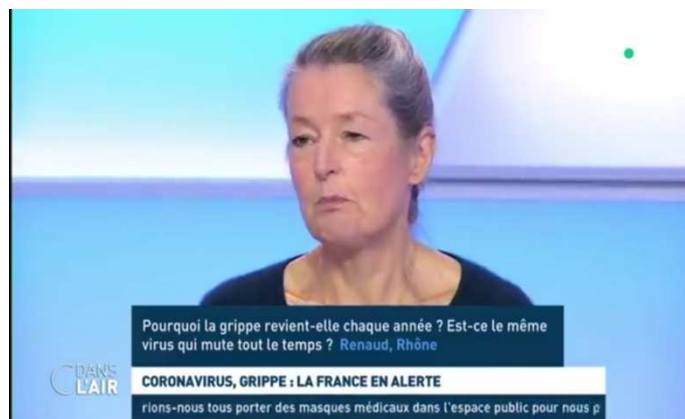 Pourquoi la grippe revient-elle chaque année ? Est-ce le même
virus qui mute tout le temps ? Renaud, Rhône
C DANS
L'AIR
CORONAVIRUS, GRIPPE : LA FRANCE EN ALERTE
rions-nous tous porter des masques médicaux dans l'espace public pour nous p